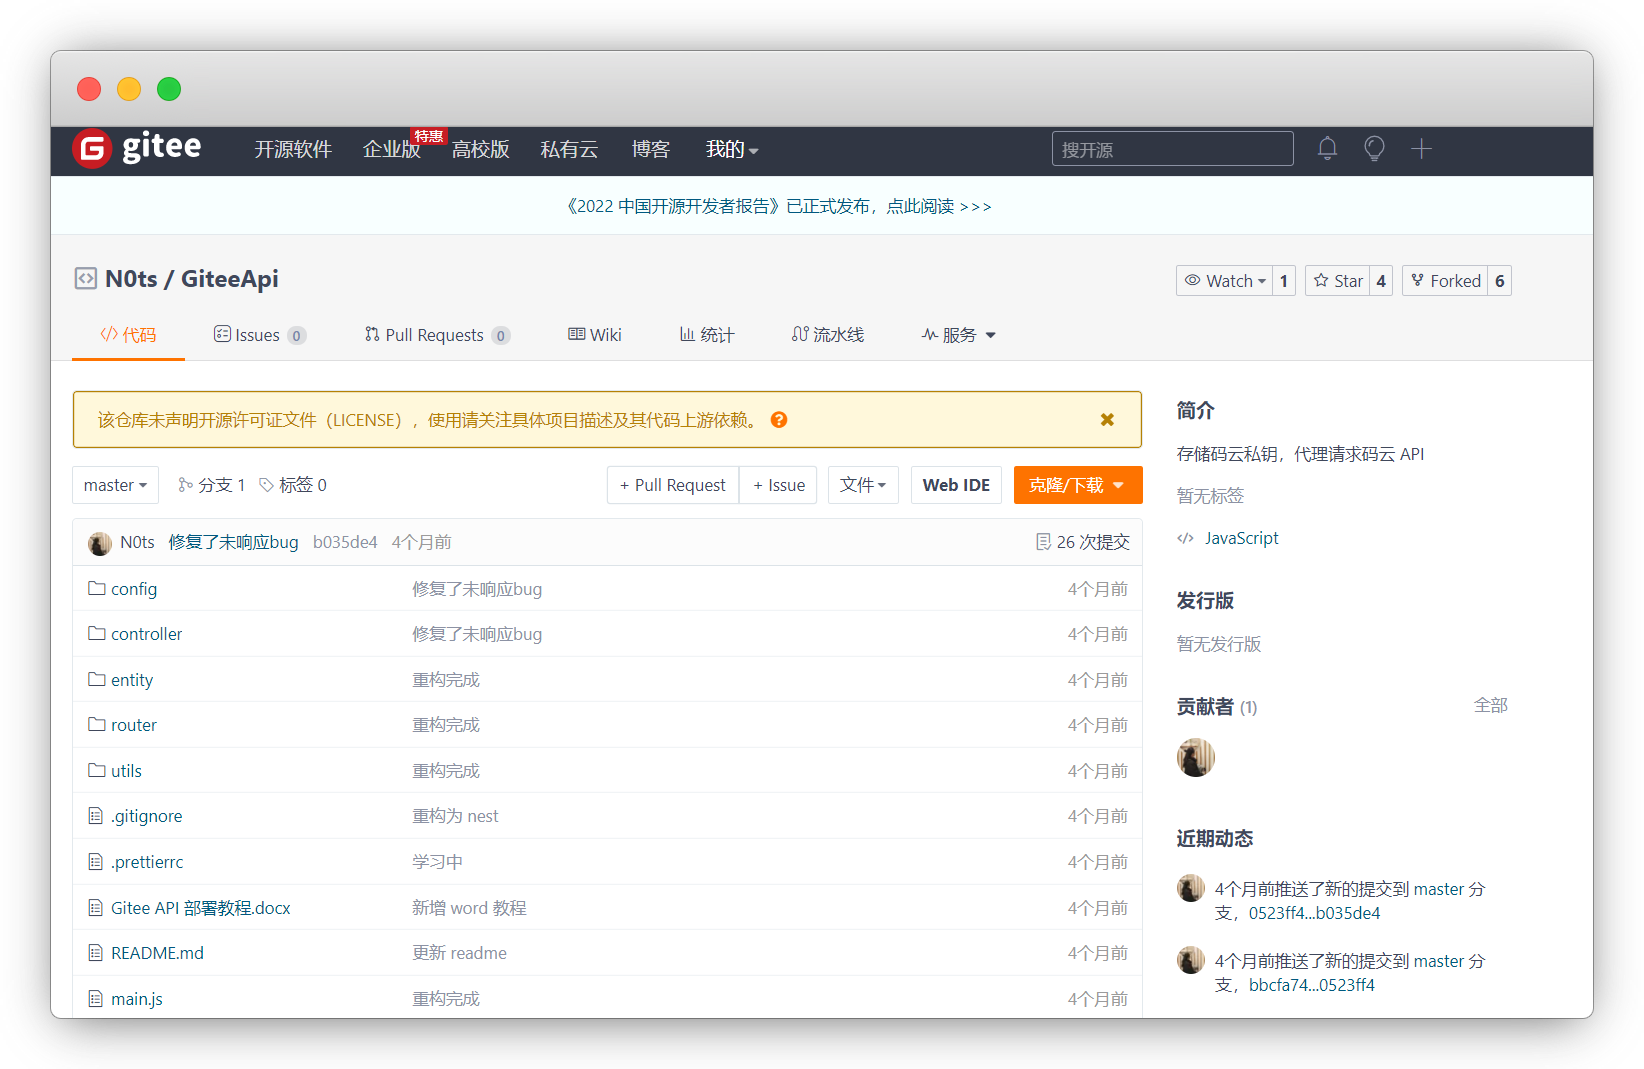 gitee 开源软件 企业版 特惠 高校版 私有云 博客 我的 搜开源
《2022 中国开源开发者报告》已正式发布，点此阅读 >>>
N0ts / GiteeApi Watch 1 Star 4 Forked 6
代码 Issues 0 Pull Requests 0 Wiki 统计 流水线 服务
该仓库未声明开源许可证文件（LICENSE），使用请关注具体项目描述及其代码上游依赖。
master 分支 1 标签 0 + Pull Request + Issue 文件 Web IDE 克隆/下载
N0ts 修复了未响应bug b035de4 4个月前 26 次提交
config 修复了未响应bug 4个月前
controller 修复了未响应bug 4个月前
entity 重构完成 4个月前
router 重构完成 4个月前
utils 重构完成 4个月前
.gitignore 重构为 nest 4个月前
.prettierrc 学习中 4个月前
Gitee API 部署教程.docx 新增 word 教程 4个月前
README.md 更新 readme 4个月前
main.js 重构完成 4个月前
简介
存储码云私钥，代理请求码云 API
暂无标签
JavaScript
发行版
暂无发行版
贡献者 (1) 全部
近期动态
4个月前推送了新的提交到 master 分
支，0523ff4...b035de4
4个月前推送了新的提交到 master 分
支，bbcfa74...0523ff4